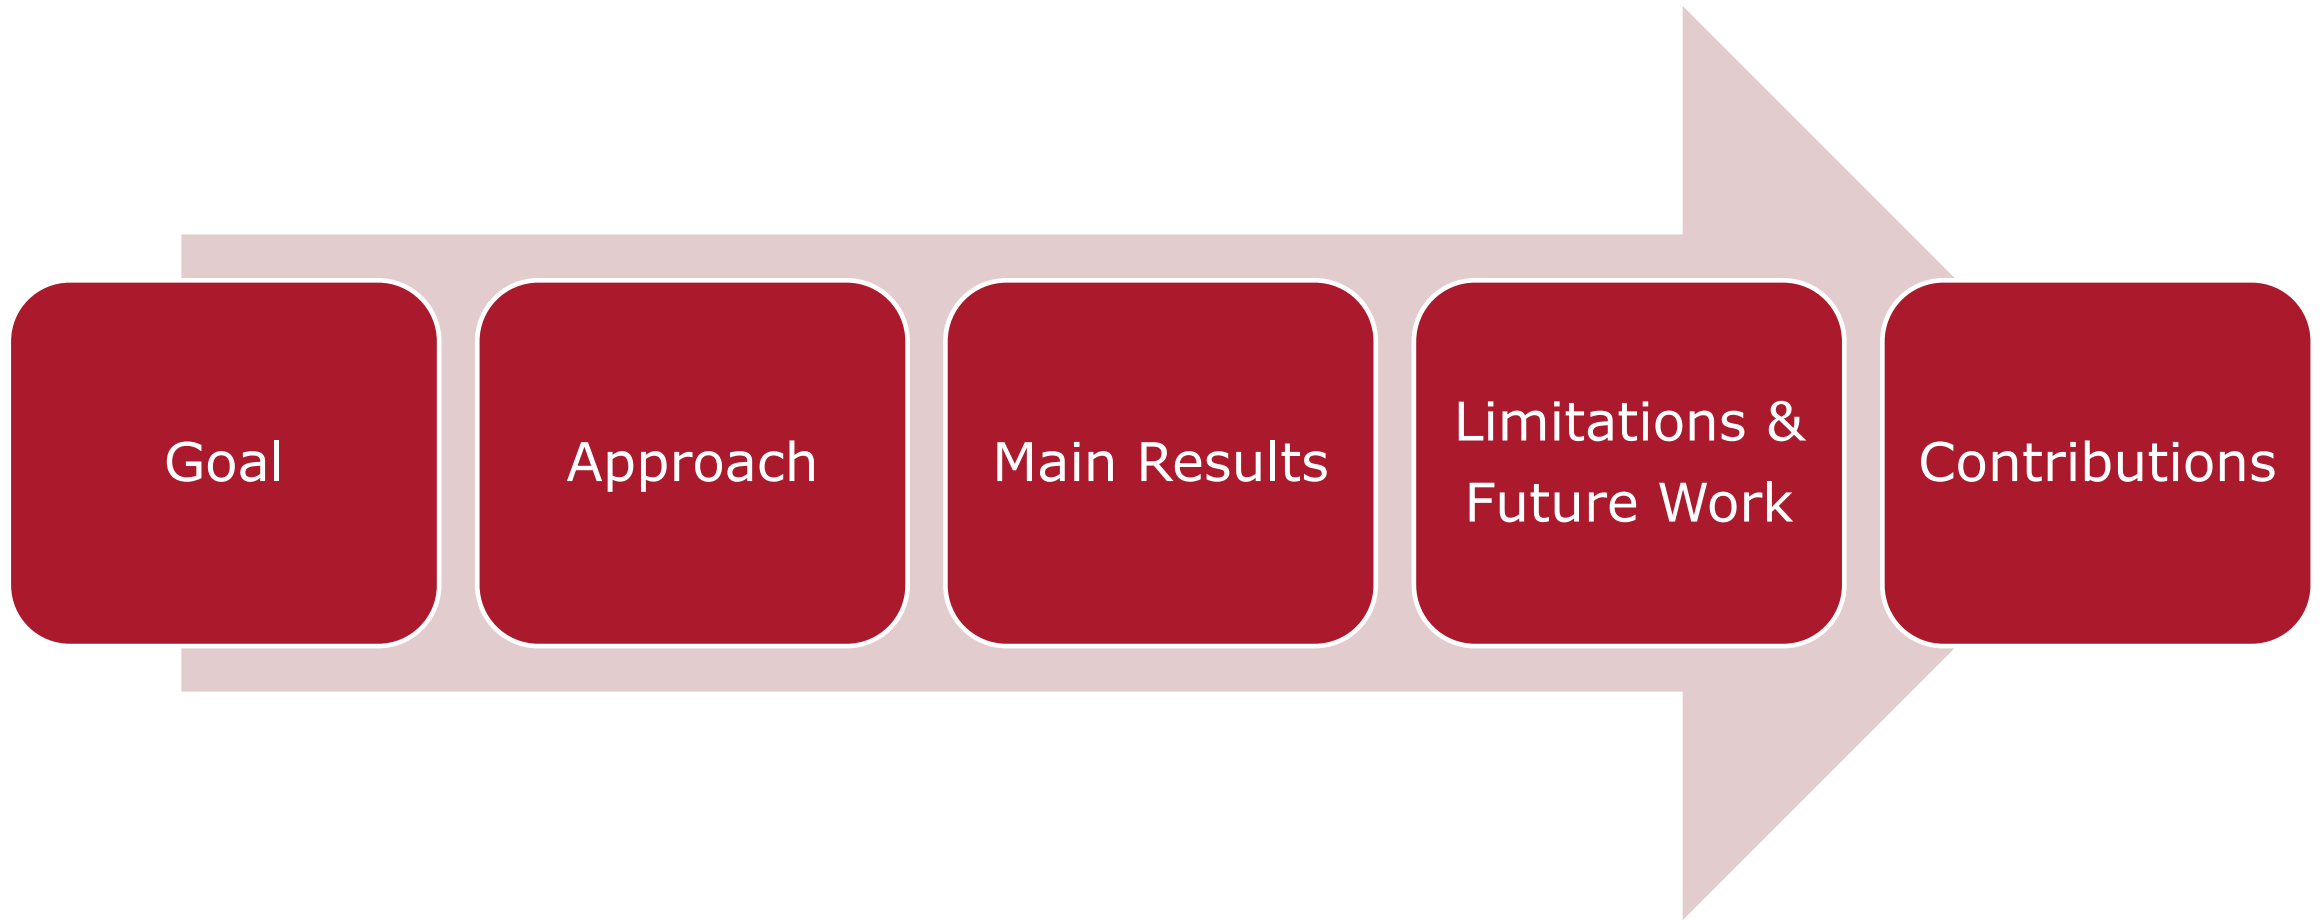 Goal
Approach
Main Results
Limitations &
Future Work
Contributions